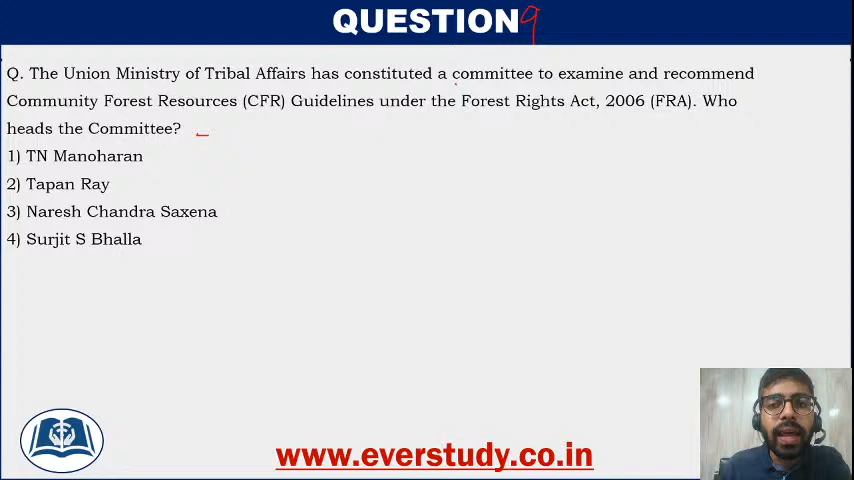 QUESTION 9
Q. The Union Ministry of Tribal Affairs has constituted a committee to examine and recommend
Community Forest Resources (CFR) Guidelines under the Forest Rights Act, 2006 (FRA). Who
heads the Committee?
1) TN Manoharan
2) Tapan Ray
3) Naresh Chandra Saxena
4) Surjit S Bhalla
www.everstudy.co.in